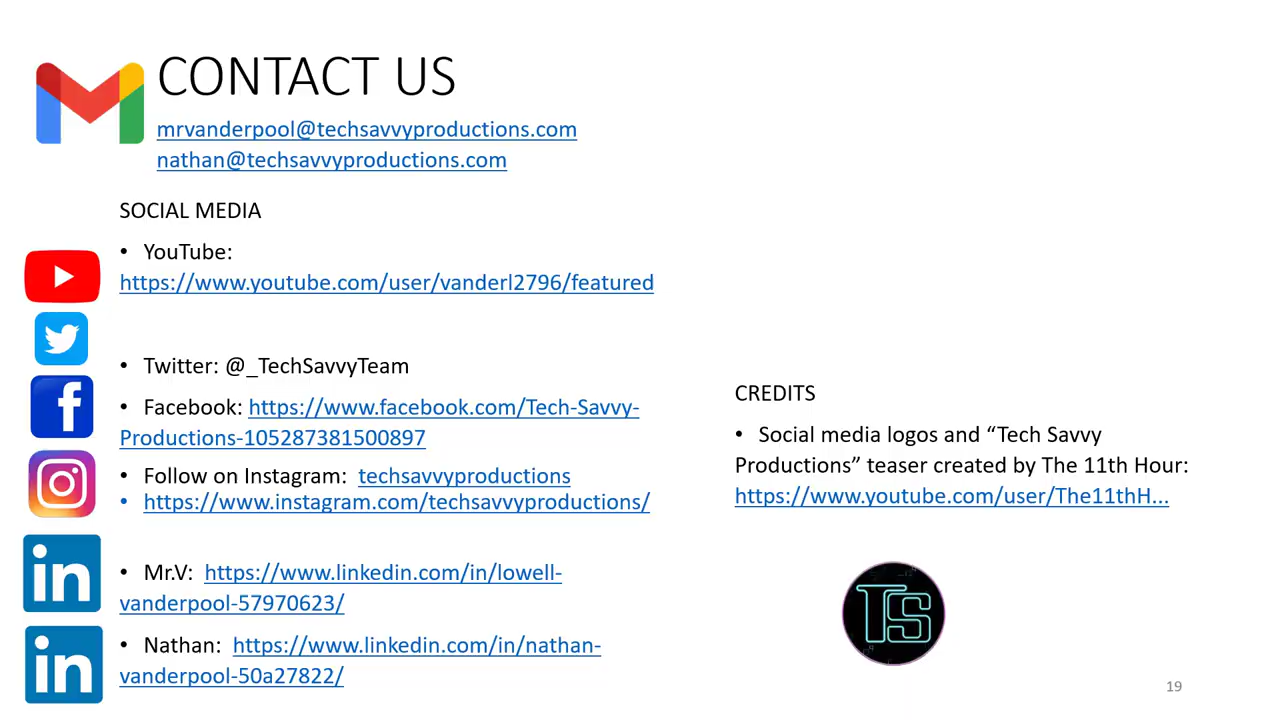 CONTACT US
mrvanderpool@techsavvyproductions.com
nathan@techsavvyproductions.com
SOCIAL MEDIA
• YouTube:
https://www.youtube.com/user/vanderl2796/featured
• Twitter: @_TechSavvyTeam
• Facebook: https://www.facebook.com/Tech-Savvy-
Productions-105287381500897
• Follow on Instagram: techsavvyproductions
• https://www.instagram.com/techsavvyproductions/
• Mr.V: https://www.linkedin.com/in/lowell-
vanderpool-57970623/
• Nathan: https://www.linkedin.com/in/nathan-
vanderpool-50a27822/
in
in
CREDITS
• Social media logos and “Tech Savvy
Productions” teaser created by The 11th Hour:
https://www.youtube.com/user/The11thH...
TS
19